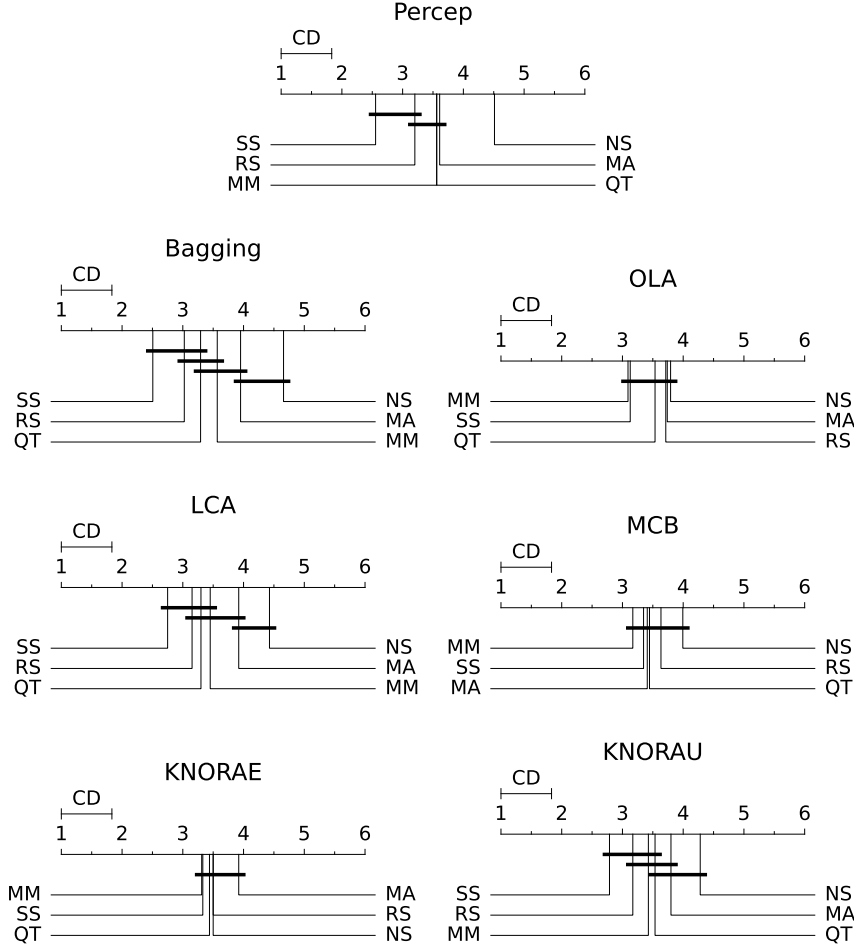 Percep
CD
1 2 3 4 5 6
SS NS
RS MA
MM QT
Bagging
CD
1 2 3 4 5 6
SS NS
RS MA
QT MM
OLA
CD
1 2 3 4 5 6
MM NS
SS MA
QT RS
LCA
CD
1 2 3 4 5 6
SS NS
RS MA
QT MM
MCB
CD
1 2 3 4 5 6
MM NS
SS RS
MA QT
KNORAE
CD
1 2 3 4 5 6
MM MA
SS RS
QT NS
KNORAU
CD
1 2 3 4 5 6
SS NS
RS MA
MM QT